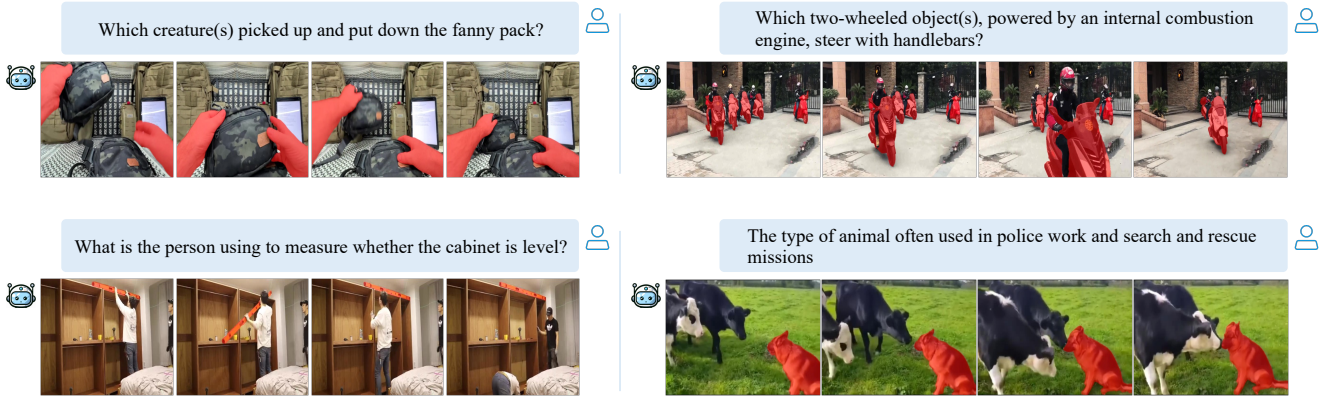 Which creature(s) picked up and put down the fanny pack?
Which two-wheeled object(s), powered by an internal combustion
engine, steer with handlebars?
What is the person using to measure whether the cabinet is level?
The type of animal often used in police work and search and rescue
missions